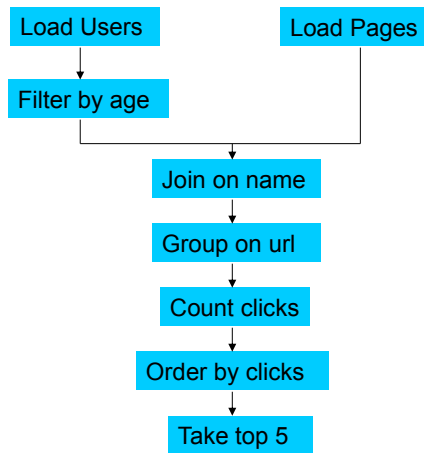 Load Users
Load Pages
Filter by age
Join on name
Group on url
Count clicks
Order by clicks
Take top 5